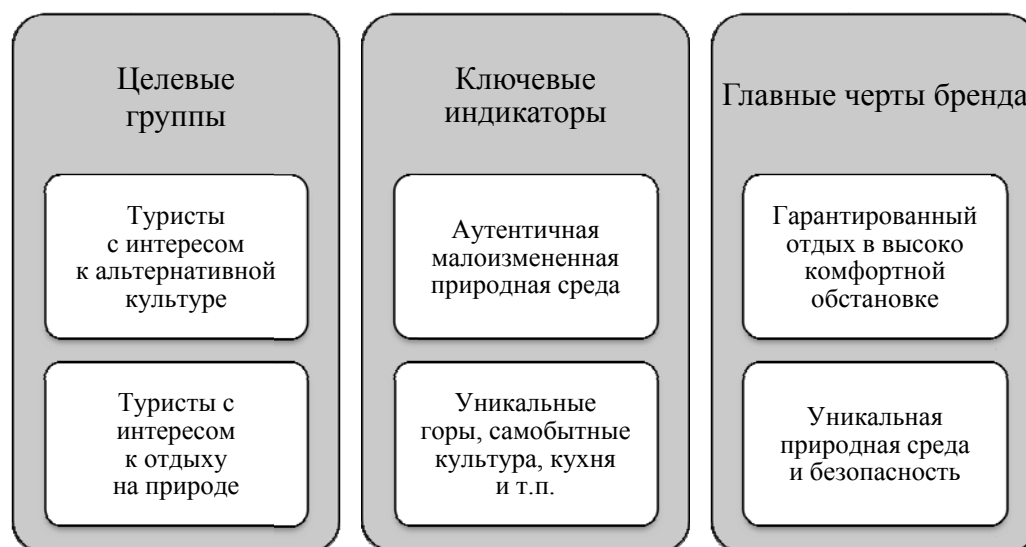 Целевые
группы
Туристы
с интересом
к альтернативной
культуре
Туристы с
интересом
к отдыху
на природе
Ключевые
индикаторы
Аутентичная
малоизмененная
природная среда
Уникальные
горы, самобытные
культура, кухня
и т.п.
Главные черты бренда
Гарантированный
отдых в высоко
комфортной
обстановке
Уникальная
природная среда
и безопасность